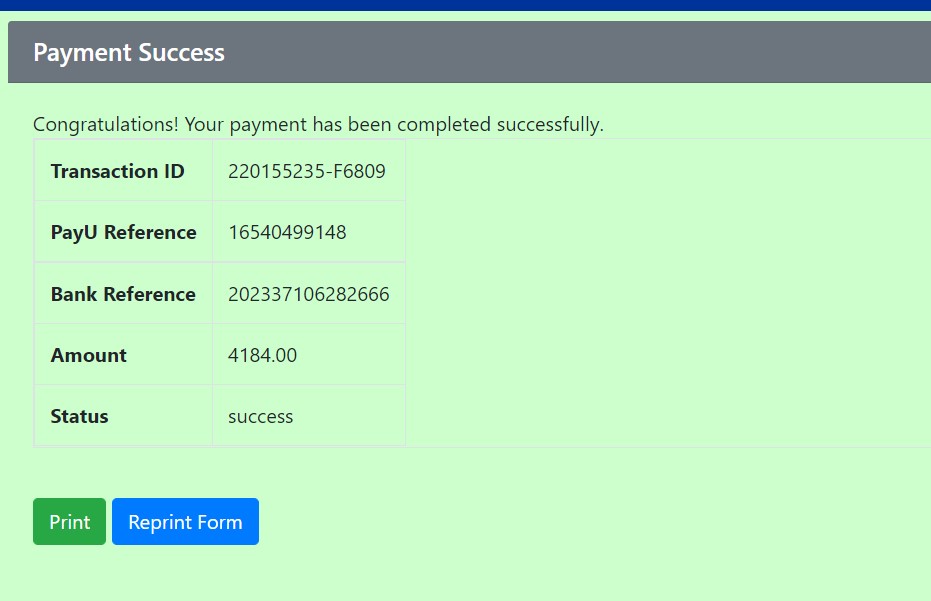 Payment Success
Congratulations! Your payment has been completed successfully.
Transaction ID 220155235-F6809
PayU Reference 16540499148
Bank Reference 202337106282666
Amount 4184.00
Status success
Print Reprint Form